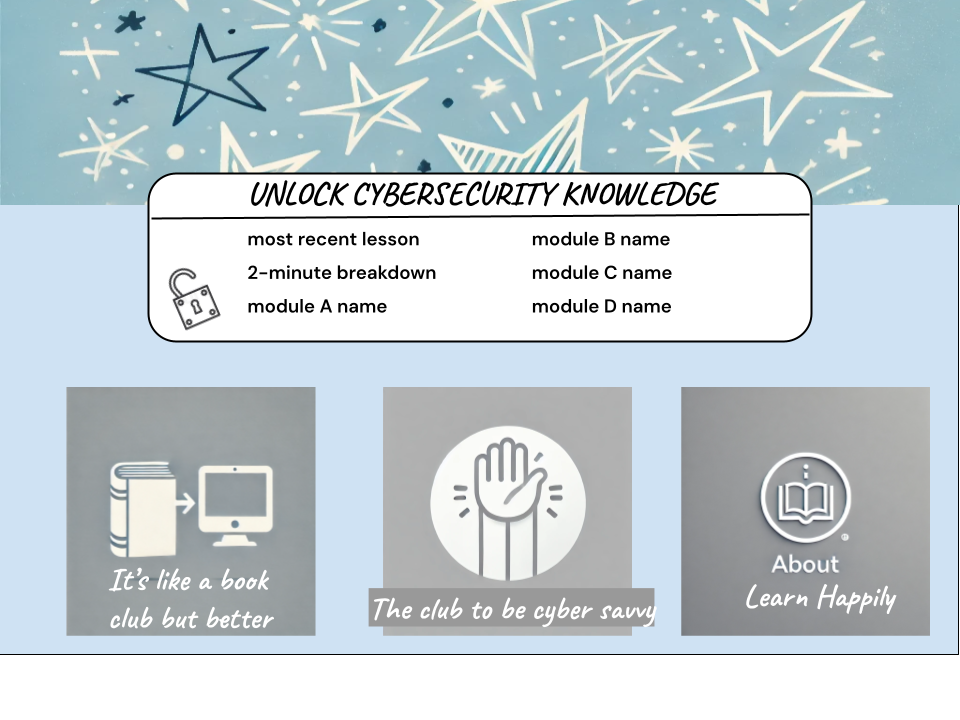 UNLOCK CYBERSECURITY KNOWLEDGE
most recent lesson
2-minute breakdown
module A name
module B name
module C name
module D name
It's like a book
club but better
The club to be cyber savvy
About
Learn Happily